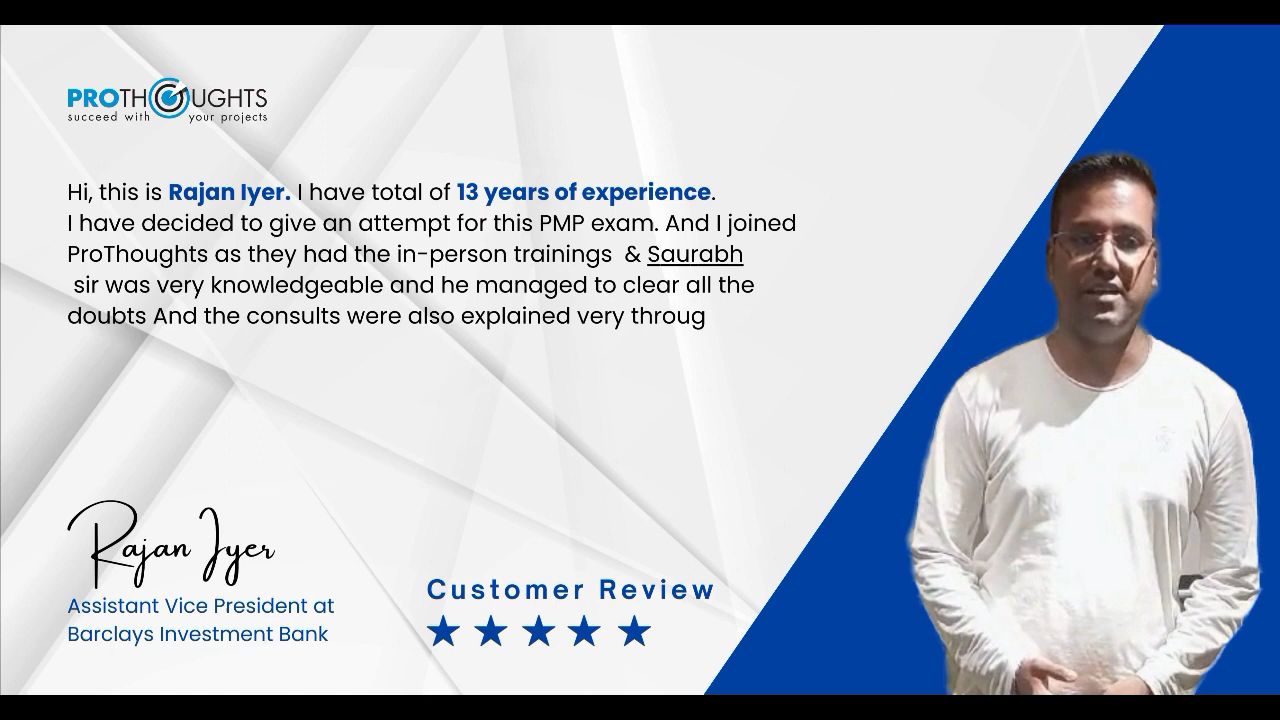 PROTHOUGHTS
succeed with your projects
Hi, this is Rajan Iyer. I have total of 13 years of experience.
I have decided to give an attempt for this PMP exam. And I joined
ProThoughts as they had the in-person trainings & Saurabh
sir was very knowledgeable and he managed to clear all the
doubts And the consults were also explained very throug
Rajan Iyer
Assistant Vice President at
Barclays Investment Bank
Customer Review